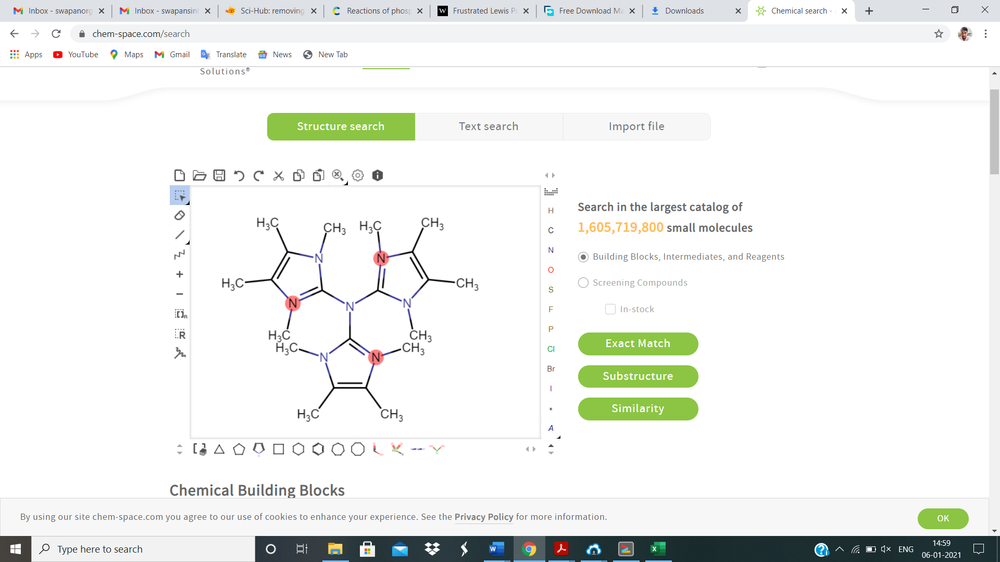 Inbox - swapanorg
Inbox - swapansinh
Sci-Hub: removing
Reactions of phosp
Frustrated Lewis Pa
Free Download Ma
Downloads
Chemical search -
chem-space.com/search
Apps
YouTube
Maps
Gmail
Translate
News
New Tab
Solutions®
Structure search
Text search
Import file
H₃C
CH₃
H₃C
CH₃
N
N
H₃C
CH₃
N
N
N
H₃C
CH₃
H₃C
CH₃
N
N
H₃C
CH₃
H
C
N
O
S
F
P
Cl
Br
I
*
A
[ ]n
R
Search in the largest catalog of
1,605,719,800 small molecules
Building Blocks, Intermediates, and Reagents
Screening Compounds
In-stock
Exact Match
Substructure
Similarity
Chemical Building Blocks
By using our site chem-space.com you agree to our use of cookies to enhance your experience. See the Privacy Policy for more information.
OK
Type here to search
ENG
14:59
06-01-2021